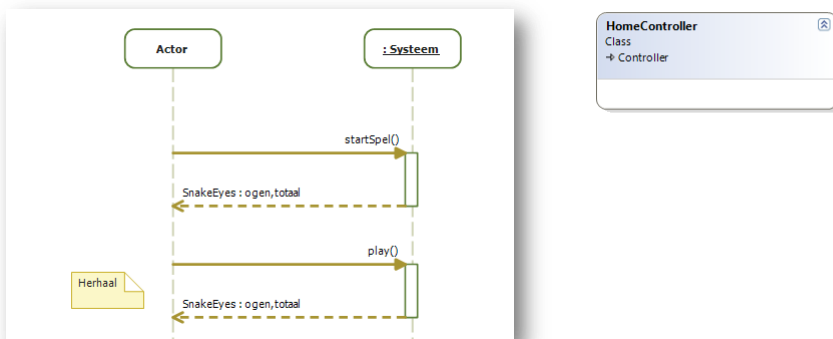 Actor
: Systeem
startSpel()
SnakeEyes : ogen,totaal
play()
Herhaal
SnakeEyes : ogen,totaal
HomeController
Class
Controller